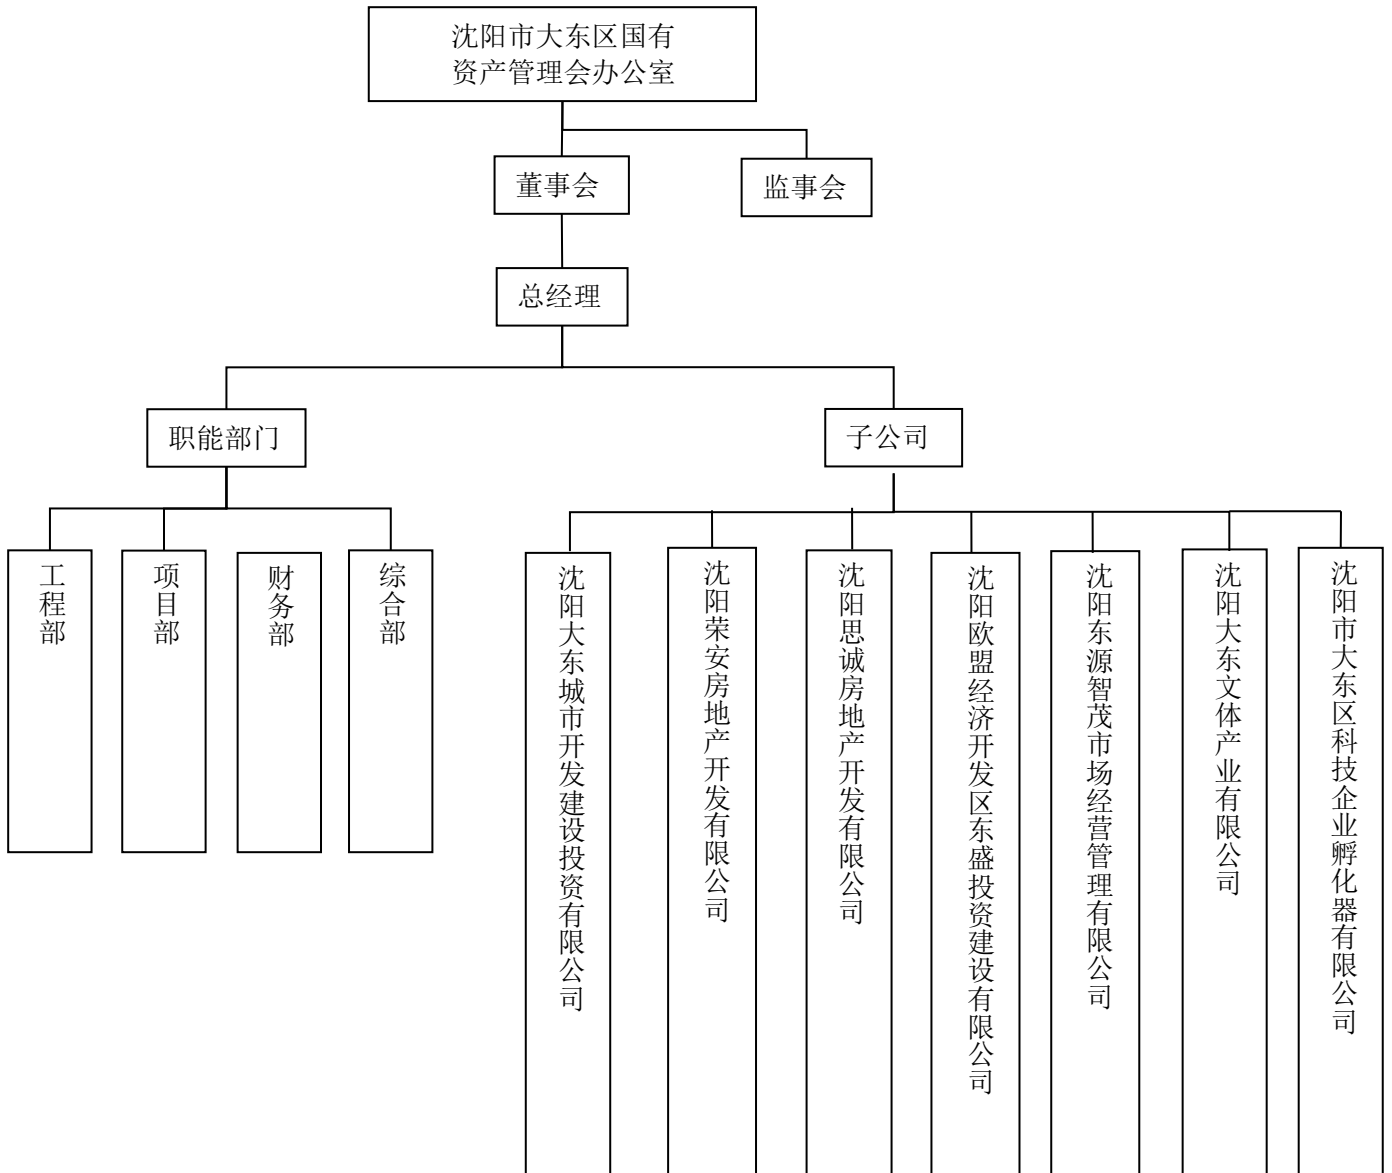 沈阳市大东区国有
资产管理会办公室
董事会
监事会
总经理
职能部门
子公司
工程部
项目部
财务部
综合部
沈阳大东城市开发建设投资有限公司
沈阳荣安房地产开发有限公司
沈阳思诚房地产开发有限公司
沈阳欧盟经济开发区东盛投资建设有限公司
沈阳东源智茂市场经营管理有限公司
沈阳大东文体产业有限公司
沈阳市大东区科技企业孵化器有限公司